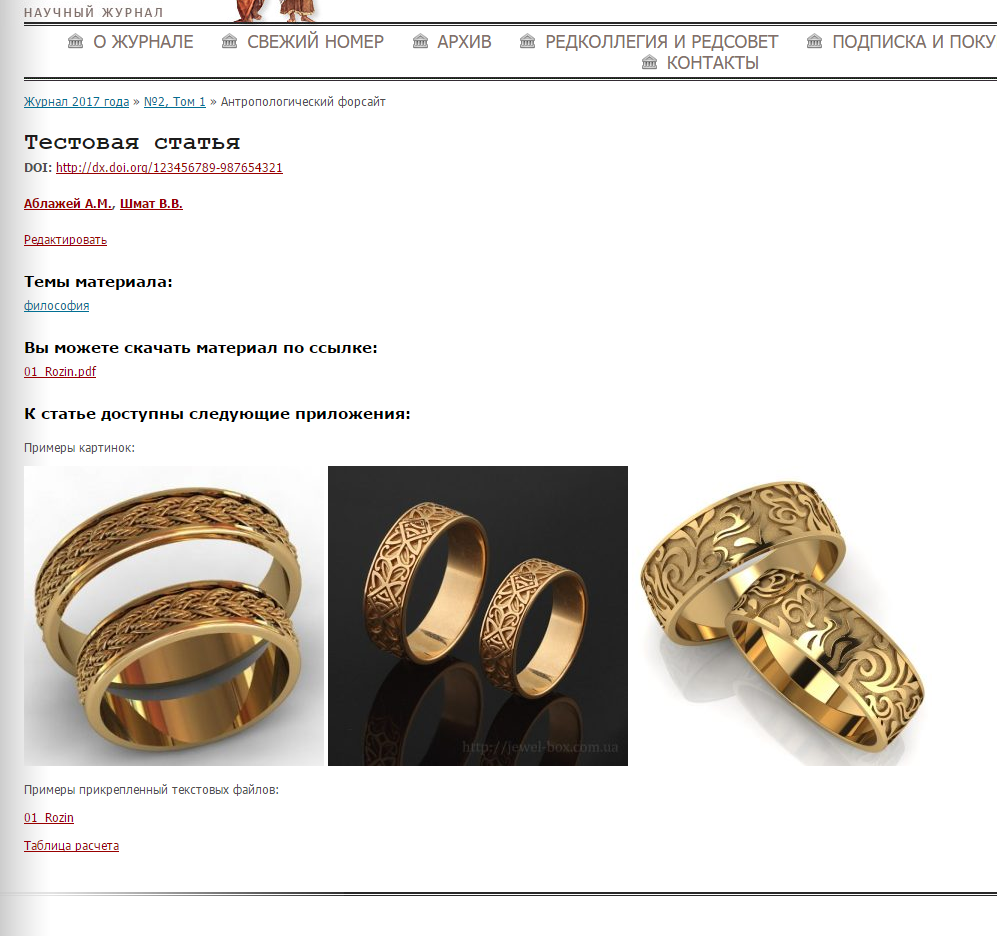 НАУЧНЫЙ ЖУРНАЛ
О ЖУРНАЛЕ СВЕЖИЙ НОМЕР АРХИВ РЕДКОЛЛЕГИЯ И РЕДСОВЕТ ПОДПИСКА И ПОКУ
КОНТАКТЫ
Журнал 2017 года » №2, Том 1 » Антропологический форсайт
Тестовая статья
DOI: http://dx.doi.org/123456789-987654321
Аблажей А.М., Шмат В.В.
Редактировать
Темы материала:
философия
Вы можете скачать материал по ссылке:
01_Rozin.pdf
К статье доступны следующие приложения:
Примеры картинок:
http://jewel-box.com.ua
Примеры прикрепленный текстовых файлов:
01_Rozin
Таблица расчета